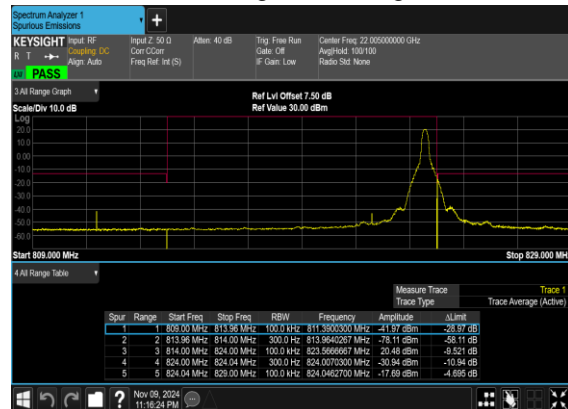 Spectrum Analyzer 1
Spurious Emissions
KEYSIGHT Input: RF Input Z: 50 Ω Atten: 40 dB Trig: Free Run Center Freq: 22.005000000 GHz
R T Coupling: DC Corr CCorr Gate: Off Avg|Hold: 100/100
Align: Auto Freq Ref: Int (S) IF Gain: Low Radio Std: None
PASS
3 All Range Graph
Ref Lvl Offset 7.50 dB
Scale/Div 10.0 dB Ref Value 30.00 dBm
Log
20.0
10.0
0.00
-10.0
-20.0
-30.0
-40.0
-50.0
-60.0
Start 809.000 MHz Stop 829.000 MHz
4 All Range Table
Measure Trace Trace 1
Trace Type Trace Average (Active)
Spur Range Start Freq Stop Freq RBW Frequency Amplitude ΔLimit
1 1 809.00 MHz 813.96 MHz 100.0 kHz 811.3900300 MHz -41.97 dBm -28.97 dB
2 2 813.96 MHz 814.00 MHz 300.0 Hz 813.9640267 MHz -78.11 dBm -58.11 dB
3 3 814.00 MHz 824.00 MHz 100.0 kHz 823.5666667 MHz 20.48 dBm -9.521 dB
4 4 824.00 MHz 824.04 MHz 300.0 Hz 824.0070300 MHz -30.94 dBm -10.94 dB
5 5 824.04 MHz 829.00 MHz 100.0 kHz 824.0462700 MHz -17.69 dBm -4.695 dB
? Nov 09, 2024
11:16:24 PM